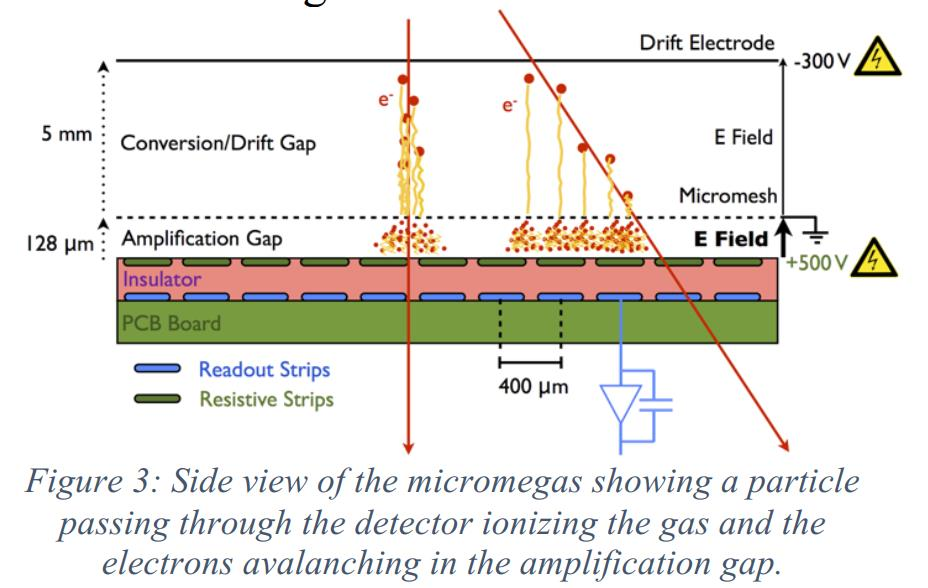 Drift Electrode
-300 V
e-
e-
5 mm
Conversion/Drift Gap
E Field
Micromesh
128 µm
Amplification Gap
E Field
+500 V
Insulator
PCB Board
Readout Strips
400 µm
Resistive Strips
Figure 3: Side view of the micromegas showing a particle
passing through the detector ionizing the gas and the
electrons avalanching in the amplification gap.